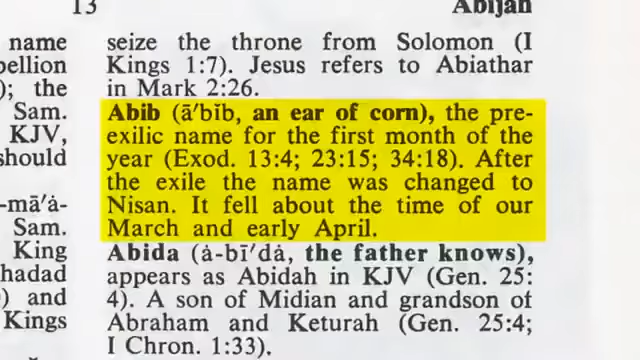 13
Abijah
name
bellion
); the
Sam.
KJV,
should
-mā′ȧ-
Sam.
King
hadad
) and
Kings
seize the throne from Solomon (I
Kings 1:7). Jesus refers to Abiathar
in Mark 2:26.
Abib (ā′bĭb, an ear of corn), the pre-
exilic name for the first month of the
year (Exod. 13:4; 23:15; 34:18). After
the exile the name was changed to
Nisan. It fell about the time of our
March and early April.
Abida (ȧ-bī′dȧ, the father knows),
appears as Abidah in KJV (Gen. 25:
4). A son of Midian and grandson of
Abraham and Keturah (Gen. 25:4;
I Chron. 1:33).